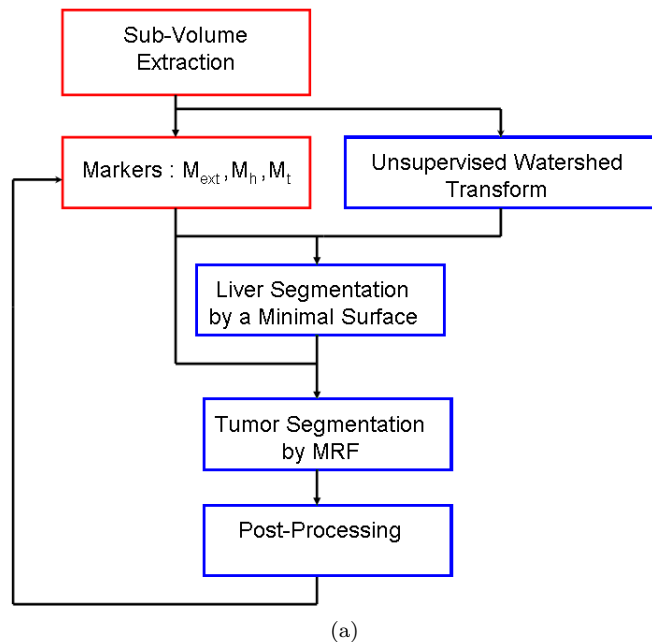 Sub-Volume
Extraction
Markers : M_ext, M_h, M_t
Unsupervised Watershed
Transform
Liver Segmentation
by a Minimal Surface
Tumor Segmentation
by MRF
Post-Processing
(a)